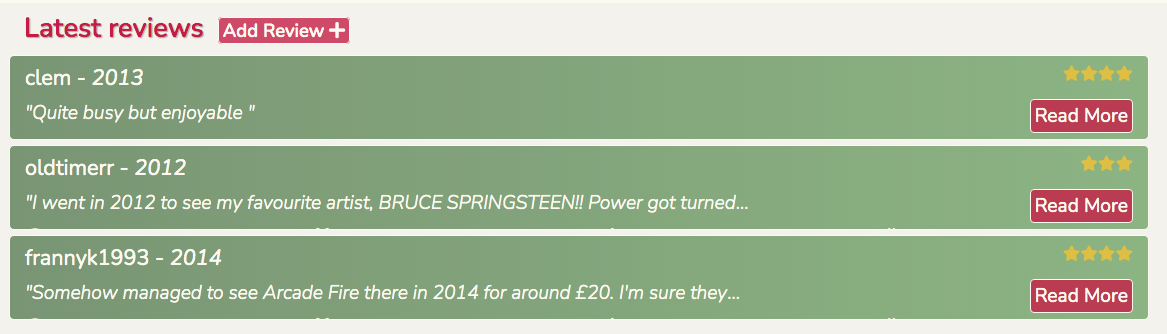 Latest reviews Add Review +
clem - 2013
"Quite busy but enjoyable "
Read More
oldtimerr - 2012
"I went in 2012 to see my favourite artist, BRUCE SPRINGSTEEN!! Power got turned...
Read More
frannyk1993 - 2014
"Somehow managed to see Arcade Fire there in 2014 for around £20. I'm sure they...
Read More